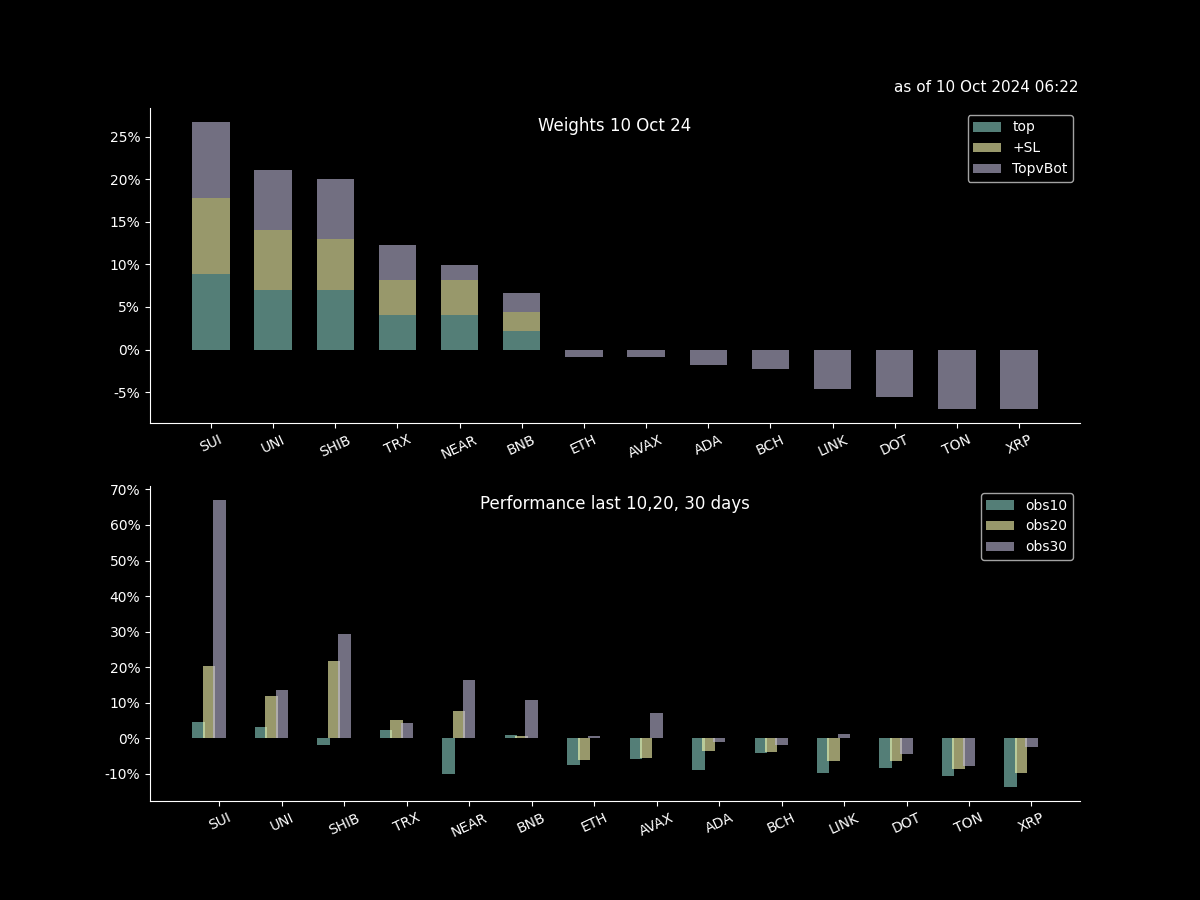 as of 10 Oct 2024 06:22
Weights 10 Oct 24
top
+SL
TopvBot
25%
20%
15%
10%
5%
0%
-5%
SUI UNI SHIB TRX NEAR BNB ETH AVAX ADA BCH LINK DOT TON XRP
Performance last 10,20, 30 days
obs10
obs20
obs30
70%
60%
50%
40%
30%
20%
10%
0%
-10%
SUI UNI SHIB TRX NEAR BNB ETH AVAX ADA BCH LINK DOT TON XRP